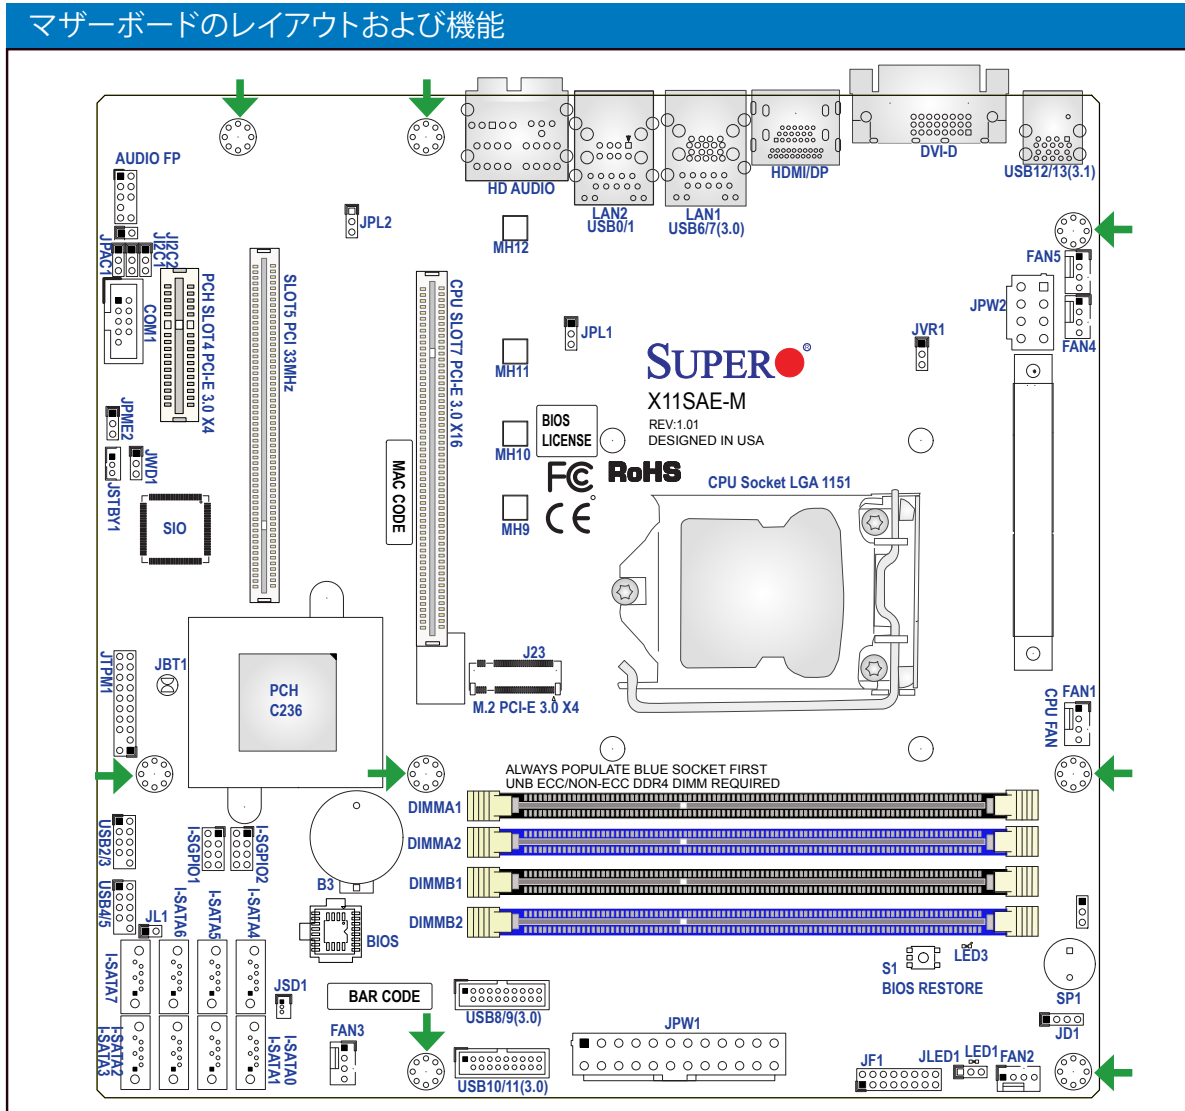 マザーボードのレイアウトおよび機能
AUDIO FP
HD AUDIO
LAN2
USB0/1
LAN1
USB6/7(3.0)
HDMI/DP
DVI-D
USB12/13(3.1)
JPL2
MH12
JPAC1
JI2C1
JI2C2
COM1
PCH SLOT4 PCI-E 3.0 X4
SLOT5 PCI 33MHz
CPU SLOT7 PCI-E 3.0 X16
FAN5
JPW2
FAN4
JPL1
JVR1
MH11
SUPER
®
X11SAE-M
REV:1.01
DESIGNED IN USA
BIOS
LICENSE
MH10
JPME2
JWD1
JSTBY1
MAC CODE
FC
RoHS
CE
CPU Socket LGA 1151
SIO
MH9
JTPM1
JBT1
PCH
C236
J23
M.2 PCI-E 3.0 X4
FAN1
CPU FAN
ALWAYS POPULATE BLUE SOCKET FIRST
UNB ECC/NON-ECC DDR4 DIMM REQUIRED
DIMMA1
DIMMA2
DIMMB1
DIMMB2
USB2/3
I-SGPIO1
I-SGPIO2
B3
USB4/5
JL1
I-SATA6
I-SATA5
I-SATA4
BIOS
I-SATA7
LED3
S1
BIOS RESTORE
SP1
JSD1
BAR CODE
USB8/9(3.0)
JPW1
JD1
I-SATA2
I-SATA3
I-SATA0
I-SATA1
FAN3
USB10/11(3.0)
JF1
JLED1
LED1
FAN2